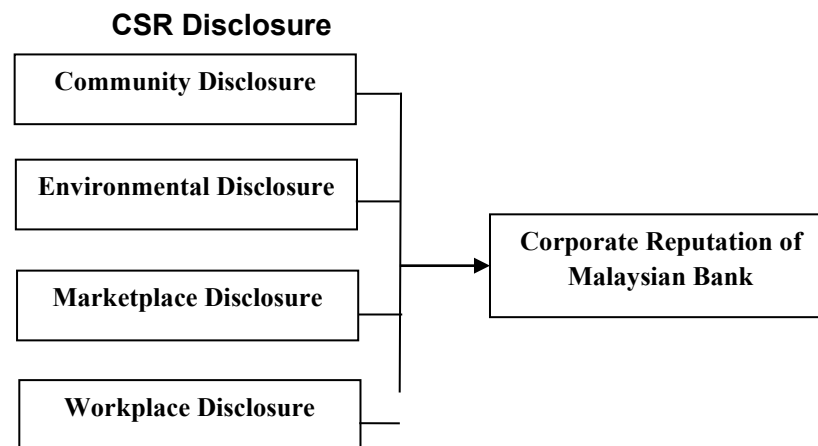 CSR Disclosure
Community Disclosure
Environmental Disclosure
Marketplace Disclosure
Workplace Disclosure
Corporate Reputation of
Malaysian Bank